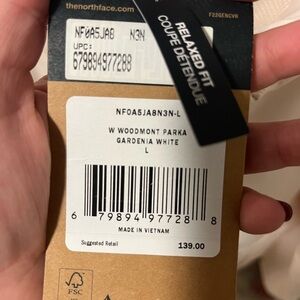 thenorthface.com F22GENCVR
NF0A5JA8 N3N
UPC:
679894977288
RELAXED FIT
COUPE DÉTENDUE
NF0A5JA8N3N-L
W WOODMONT PARKA
GARDENIA WHITE
L
6 79894 97728 8
MADE IN VIETNAM
Suggested Retail 139.00
FSC